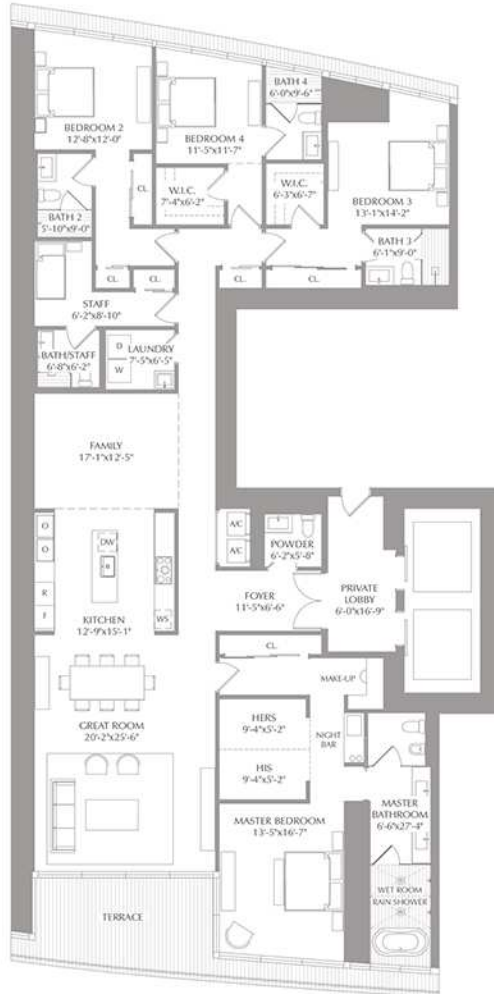 BATH 4
6'-0"x9'-6"
BEDROOM 2
12'-8"x12'-0"
BEDROOM 4
11'-5"x11'-7"
CL.
W.I.C.
7'-4"x6'-2"
W.I.C.
6'-3"x6'-7"
BEDROOM 3
13'-1"x14'-2"
BATH 2
5'-10"x9'-0"
BATH 3
6'-1"x9'-0"
CL.
CL.
CL.
CL.
STAFF
6'-2"x8'-10"
BATH/STAFF
6'-8"x6'-2"
D
W
LAUNDRY
7'-5"x6'-5"
FAMILY
17'-1"x12'-5"
O
O
R
F
DW
WS
KITCHEN
12'-9"x15'-1"
A/C
A/C
POWDER
6'-2"x5'-8"
FOYER
11'-5"x6'-6"
PRIVATE
LOBBY
6'-0"x16'-9"
CL.
MAKE-UP
GREAT ROOM
20'-2"x25'-6"
HERS
9'-4"x5'-2"
HIS
9'-4"x5'-2"
NIGHT
BAR
MASTER
BATHROOM
6'-6"x27'-4"
MASTER BEDROOM
13'-5"x16'-7"
WET ROOM
RAIN SHOWER
TERRACE